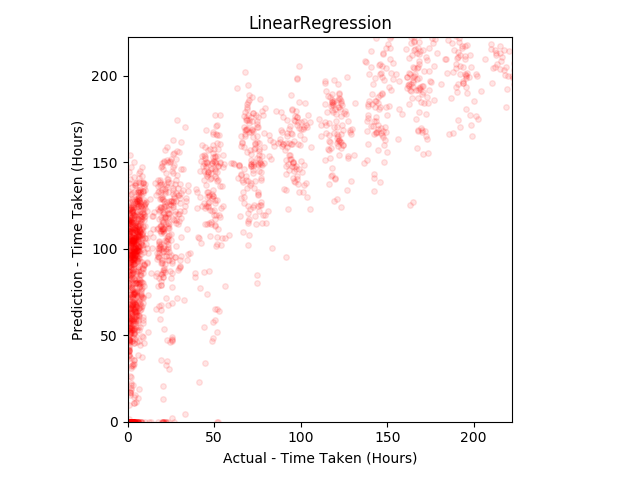 LinearRegression
Prediction - Time Taken (Hours)
200
150
100
50
0
0 50 100 150 200
Actual - Time Taken (Hours)